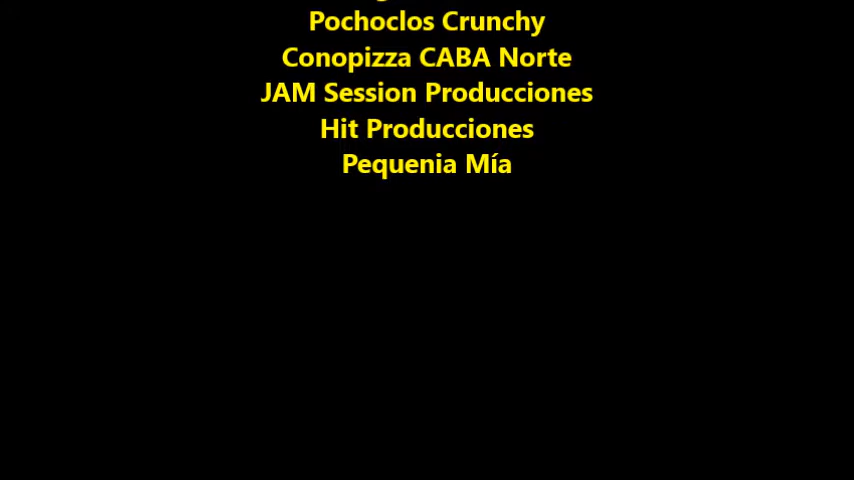 Pochoclos Crunchy
Conopizza CABA Norte
JAM Session Producciones
Hit Producciones
Pequenia Mía